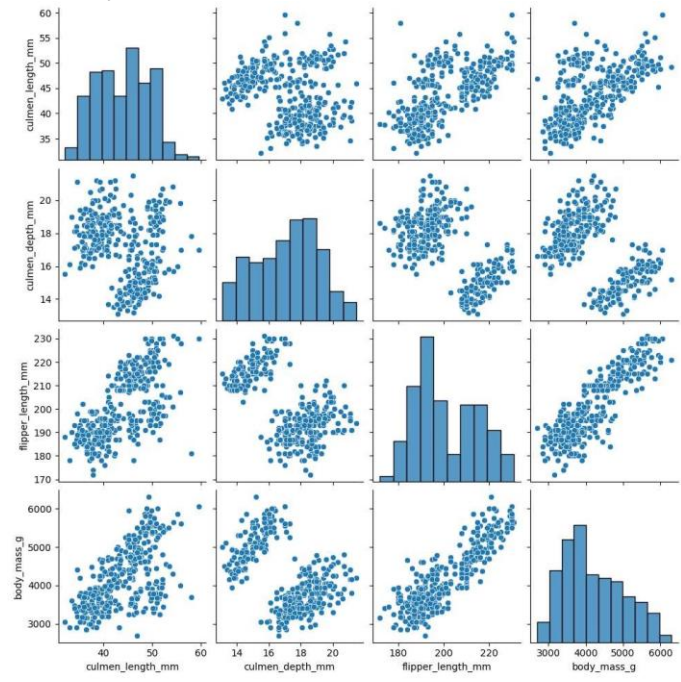 60
55
50
45
40
35
culmen_length_mm
20
18
16
14
culmen_depth_mm
230
220
210
200
190
180
170
flipper_length_mm
6000
5000
4000
3000
body_mass_g
40 50 60
culmen_length_mm
14 16 18 20
culmen_depth_mm
180 200 220
flipper_length_mm
3000 4000 5000 6000
body_mass_g